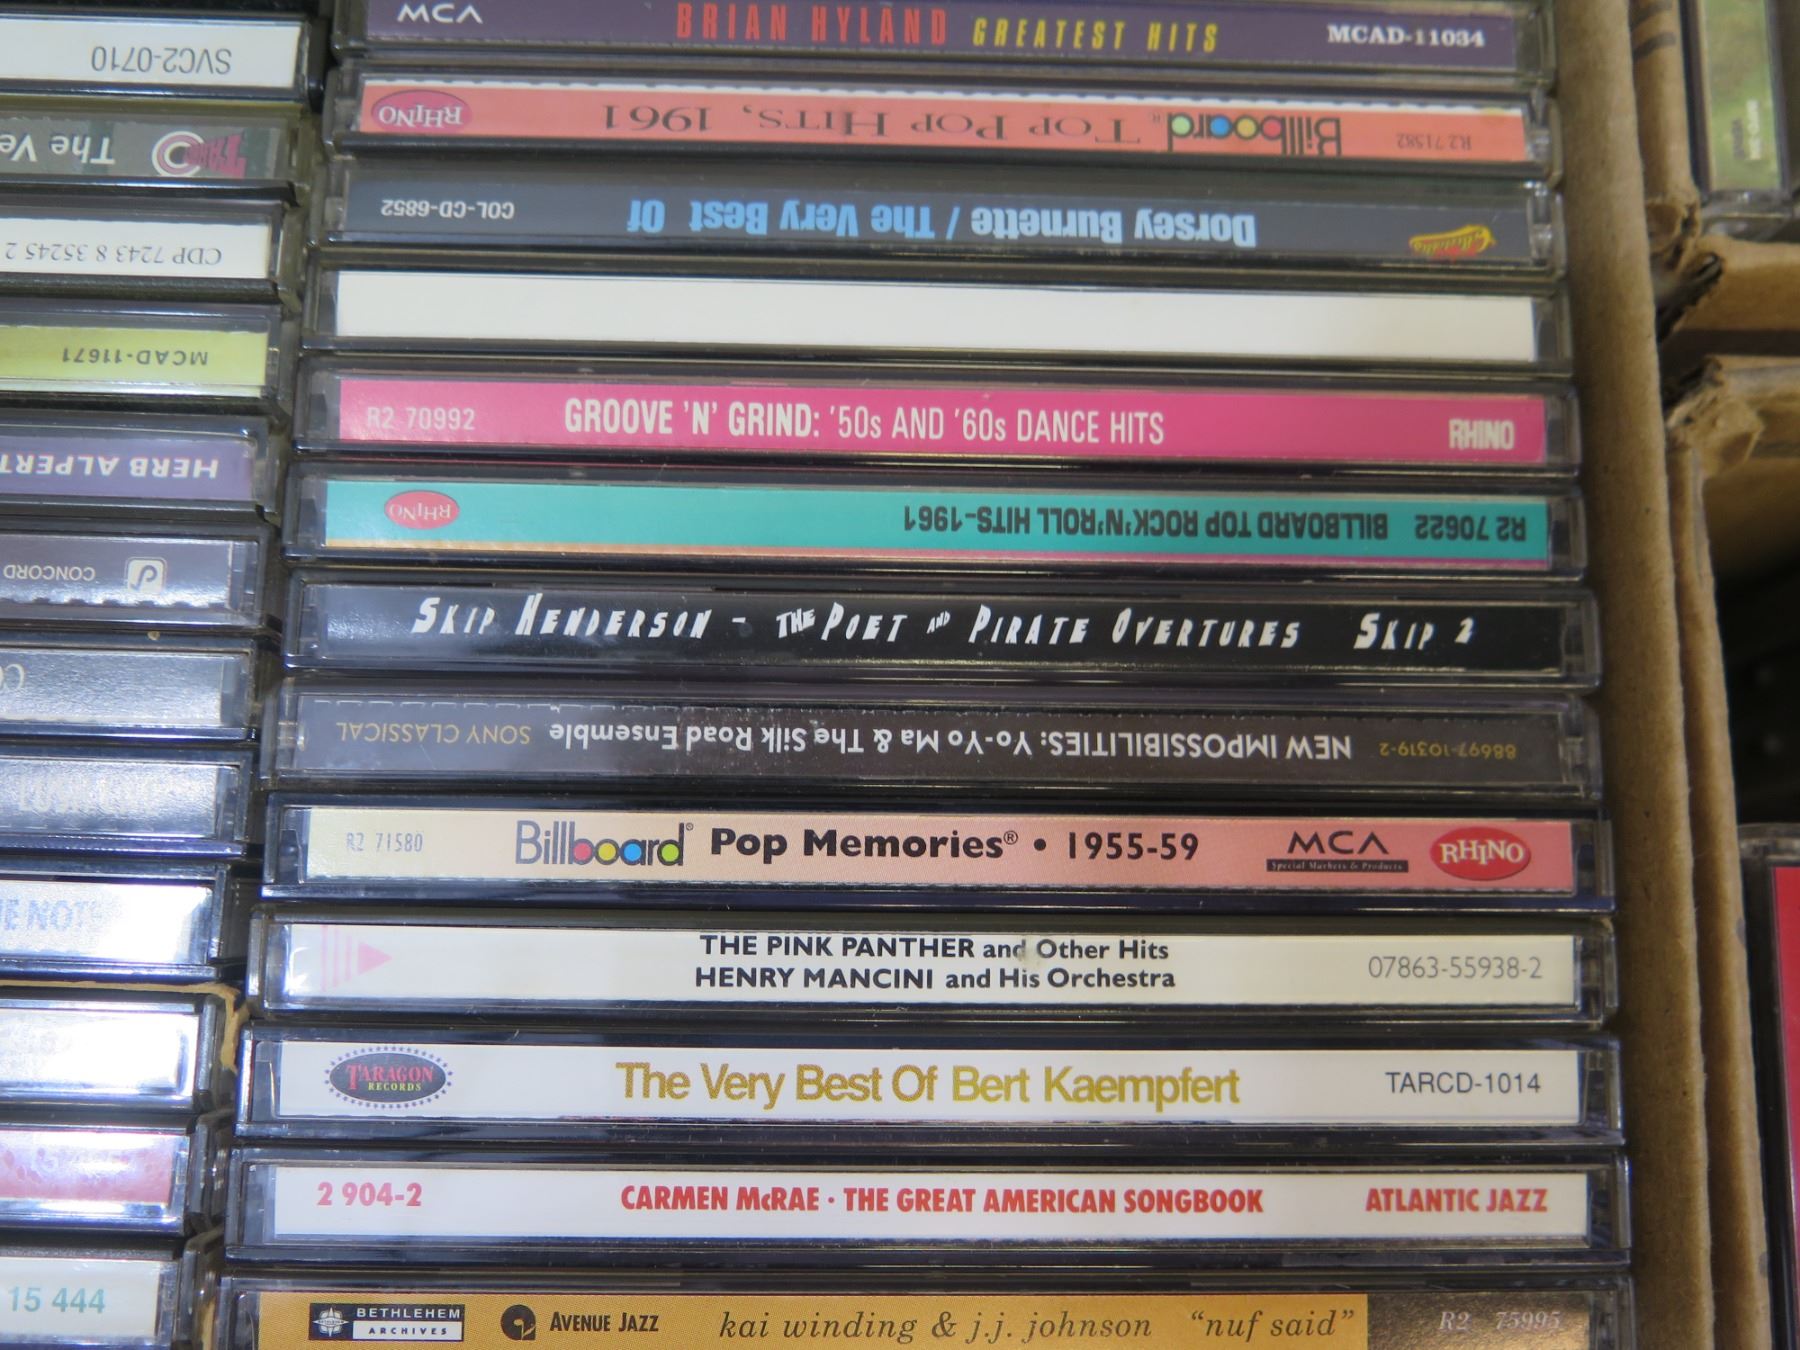 MCA BRIAN HYLAND GREATEST HITS MCAD-11034
R2 71582 Billboard® TOP POP HITS, 1961 RHINO
Dorsey Burnette / The Very Best Of COL-CD-6852
R2 70992 GROOVE 'N' GRIND: '50s AND '60s DANCE HITS RHINO
R2 70622 BILLBOARD TOP ROCK'N'ROLL HITS-1961 RHINO
SKIP HENDERSON - THE POET AND PIRATE OVERTURES SKIP 2
88697-10319-2 NEW IMPOSSIBILITIES: Yo-Yo Ma & The Silk Road Ensemble SONY CLASSICAL
R2 71580 Billboard® Pop Memories® • 1955-59 MCA Special Markets & Products RHINO
THE PINK PANTHER and Other Hits
HENRY MANCINI and His Orchestra 07863-55938-2
TARAGON RECORDS The Very Best Of Bert Kaempfert TARCD-1014
2 904-2 CARMEN McRAE · THE GREAT AMERICAN SONGBOOK ATLANTIC JAZZ
BETHLEHEM ARCHIVES AVENUE JAZZ kai winding & j.j. johnson "nuf said" R2 75995
SVC2-0710
The Ve
CDP 7243 8 35245 2
MCAD-11671
HERB ALPERT
CONCORD
E NOTE
15 444